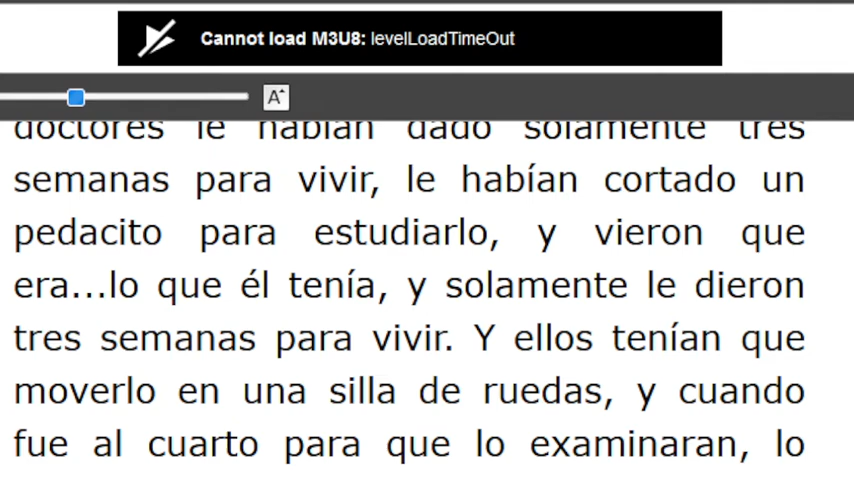 Cannot load M3U8: levelLoadTimeOut
A
doctores le habían dado solamente tres
semanas para vivir, le habían cortado un
pedacito para estudiarlo, y vieron que
era...lo que él tenía, y solamente le dieron
tres semanas para vivir. Y ellos tenían que
moverlo en una silla de ruedas, y cuando
fue al cuarto para que lo examinaran, lo